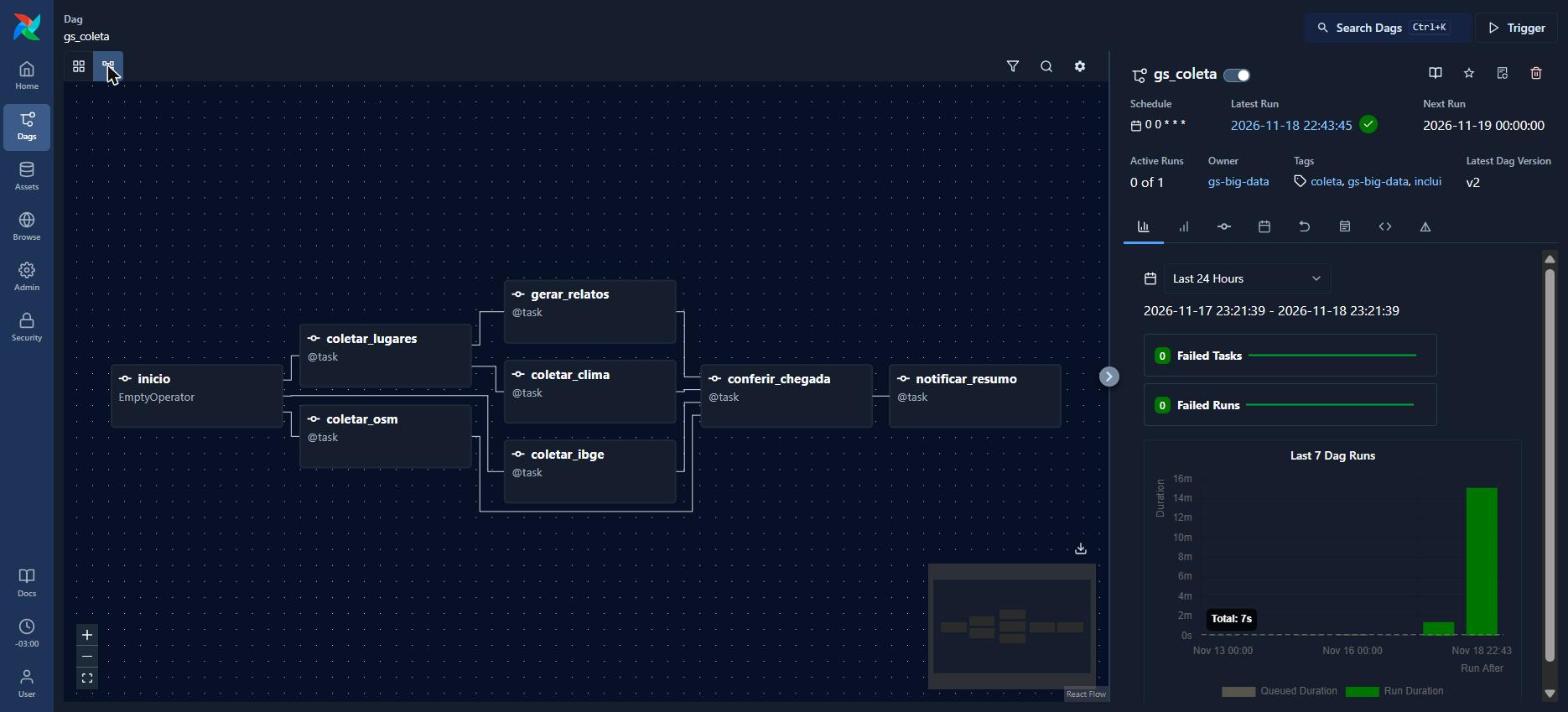 Dag
gs_coleta
Search Dags Ctrl+K
Trigger
Home
Dags
Assets
Browse
Admin
Security
Docs
-03:00
User
inicio
EmptyOperator
coletar_lugares
@task
coletar_osm
@task
gerar_relatos
@task
coletar_clima
@task
coletar_ibge
@task
conferir_chegada
@task
notificar_resumo
@task
React Flow
gs_coleta
Schedule
0 0 * * *
Latest Run
2026-11-18 22:43:45
Next Run
2026-11-19 00:00:00
Active Runs
0 of 1
Owner
gs-big-data
Tags
coleta, gs-big-data, inclui
Latest Dag Version
v2
Last 24 Hours
2026-11-17 23:21:39 - 2026-11-18 23:21:39
0 Failed Tasks
0 Failed Runs
Last 7 Dag Runs
Duration
16m
14m
12m
10m
8m
6m
4m
2m
0s
Total: 7s
Nov 13 00:00
Nov 16 00:00
Nov 18 22:43
Run After
Queued Duration
Run Duration